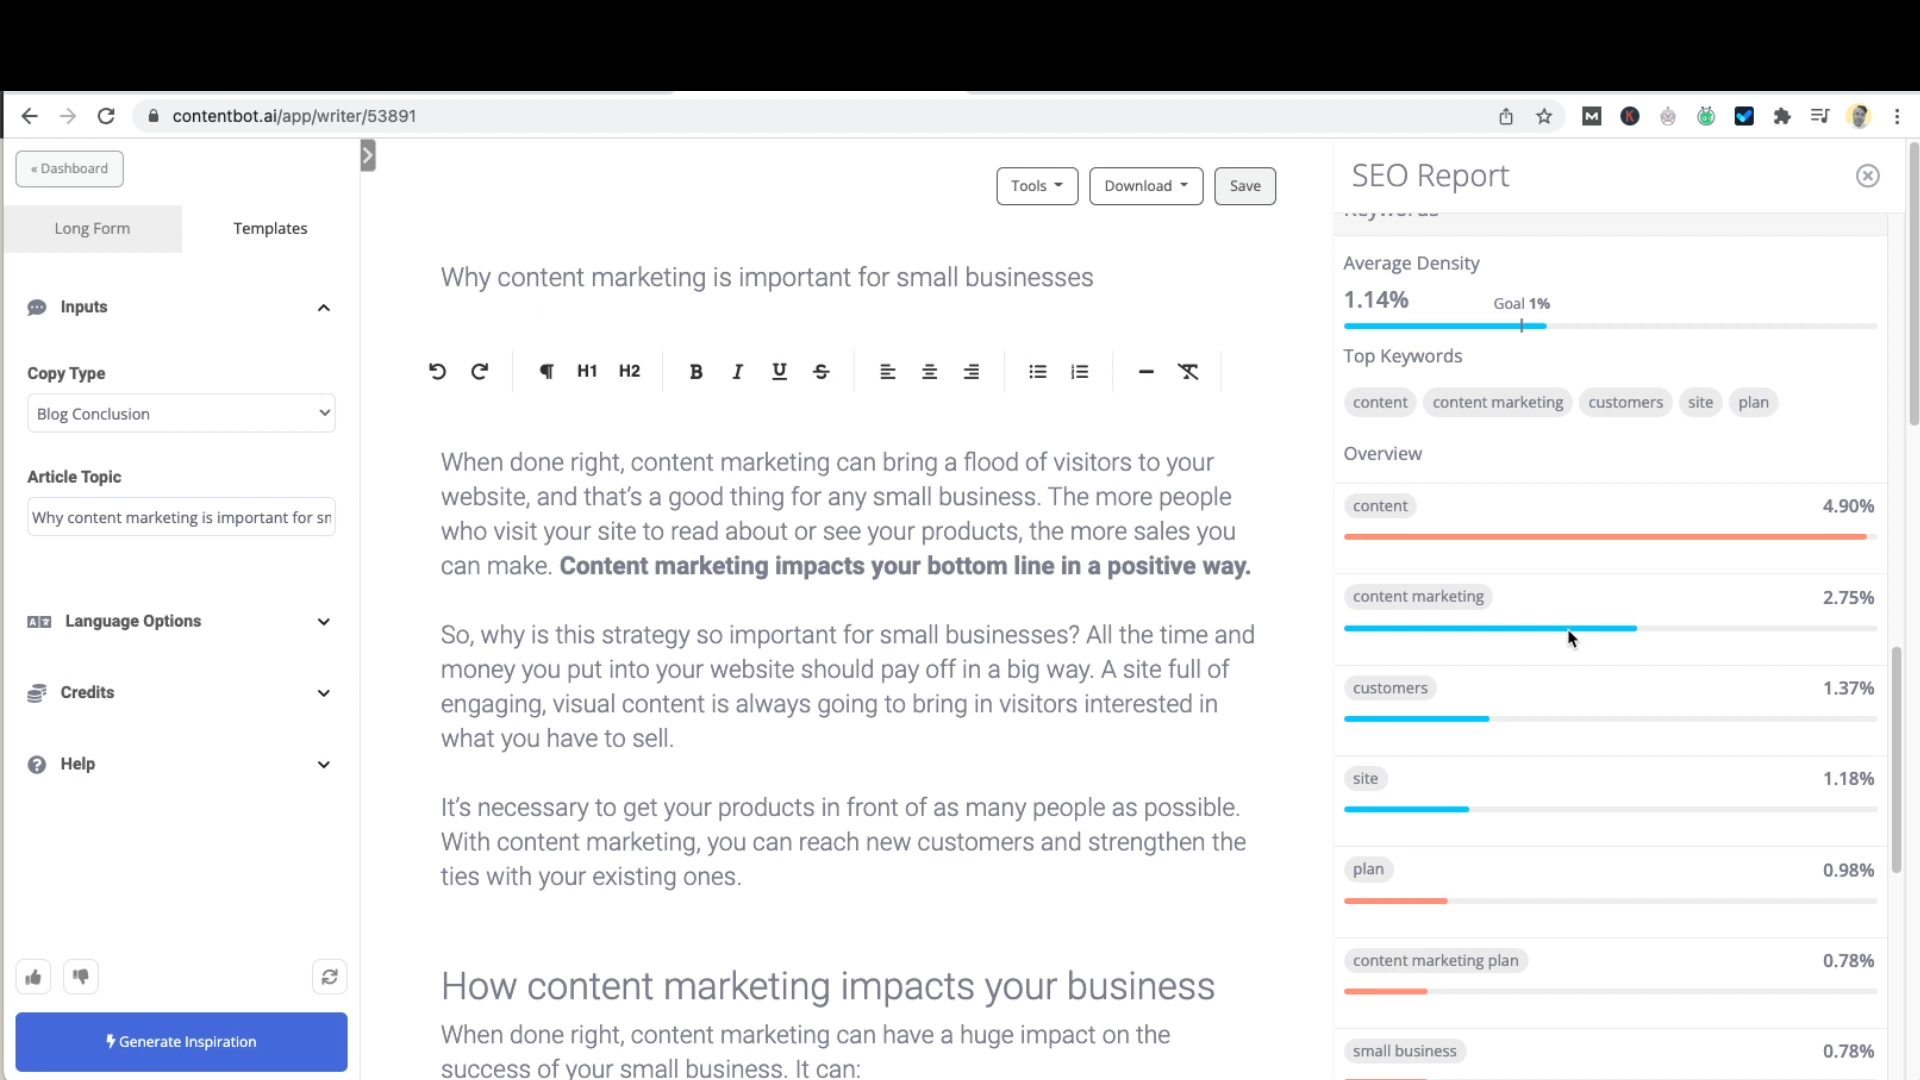 contentbot.ai/app/writer/53891
« Dashboard
Long Form
Templates
Inputs
Copy Type
Blog Conclusion
Article Topic
Why content marketing is important for sm
Language Options
Credits
Help
Generate Inspiration
Tools
Download
Save
Why content marketing is important for small businesses
H1
H2
B
I
U
S
When done right, content marketing can bring a flood of visitors to your
website, and that's a good thing for any small business. The more people
who visit your site to read about or see your products, the more sales you
can make. Content marketing impacts your bottom line in a positive way.
So, why is this strategy so important for small businesses? All the time and
money you put into your website should pay off in a big way. A site full of
engaging, visual content is always going to bring in visitors interested in
what you have to sell.
It's necessary to get your products in front of as many people as possible.
With content marketing, you can reach new customers and strengthen the
ties with your existing ones.
How content marketing impacts your business
When done right, content marketing can have a huge impact on the
success of your small business. It can:
SEO Report
Keywords
Average Density
1.14%
Goal 1%
Top Keywords
content
content marketing
customers
site
plan
Overview
content
4.90%
content marketing
2.75%
customers
1.37%
site
1.18%
plan
0.98%
content marketing plan
0.78%
small business
0.78%